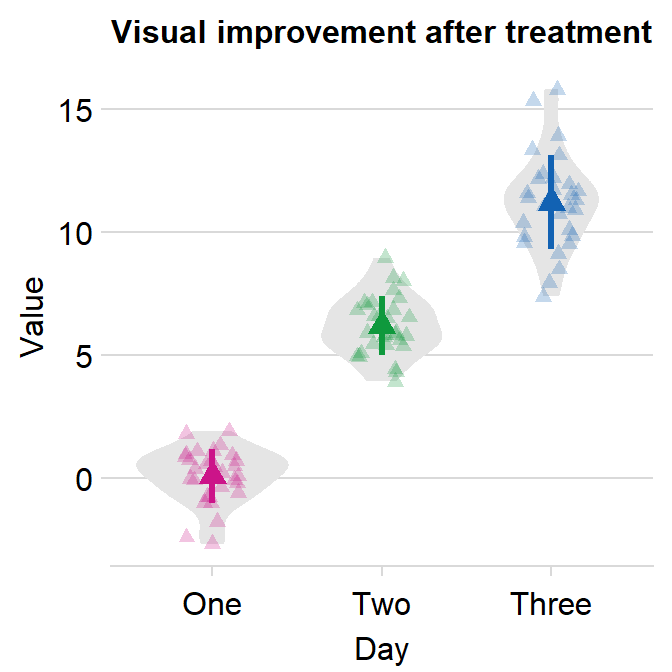 Visual improvement after treatment
15
10
5
0
Value
One Two Three
Day